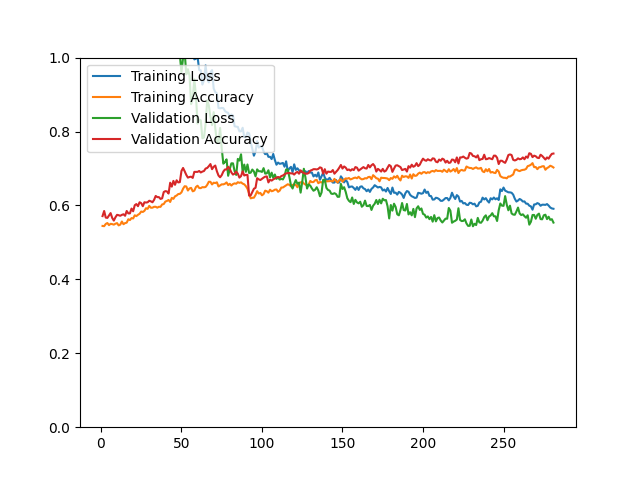 Training Loss
Training Accuracy
Validation Loss
Validation Accuracy
1.0
0.8
0.6
0.4
0.2
0.0
0 50 100 150 200 250